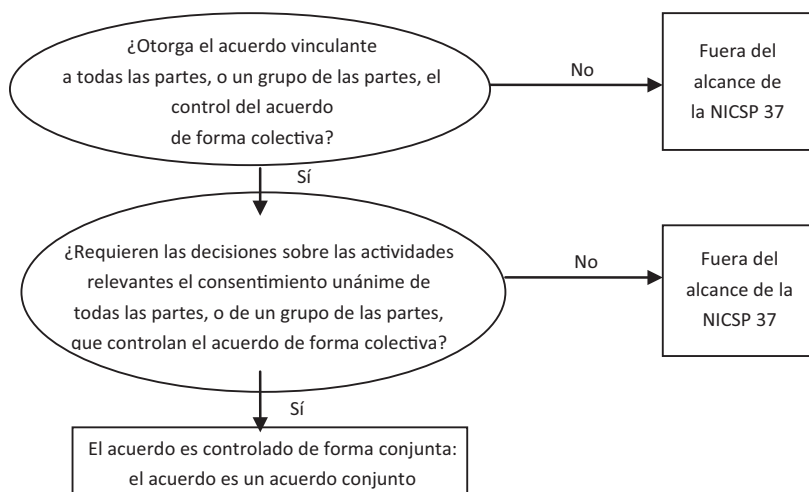 ¿Otorga el acuerdo vinculante
a todas las partes, o un grupo de las partes, el
control del acuerdo
de forma colectiva?
No
Fuera del
alcance de
la NICSP 37
Sí
¿Requieren las decisiones sobre las actividades
relevantes el consentimiento unánime de
todas las partes, o de un grupo de las partes,
que controlan el acuerdo de forma colectiva?
No
Fuera del
alcance de la
NICSP 37
Sí
El acuerdo es controlado de forma conjunta:
el acuerdo es un acuerdo conjunto